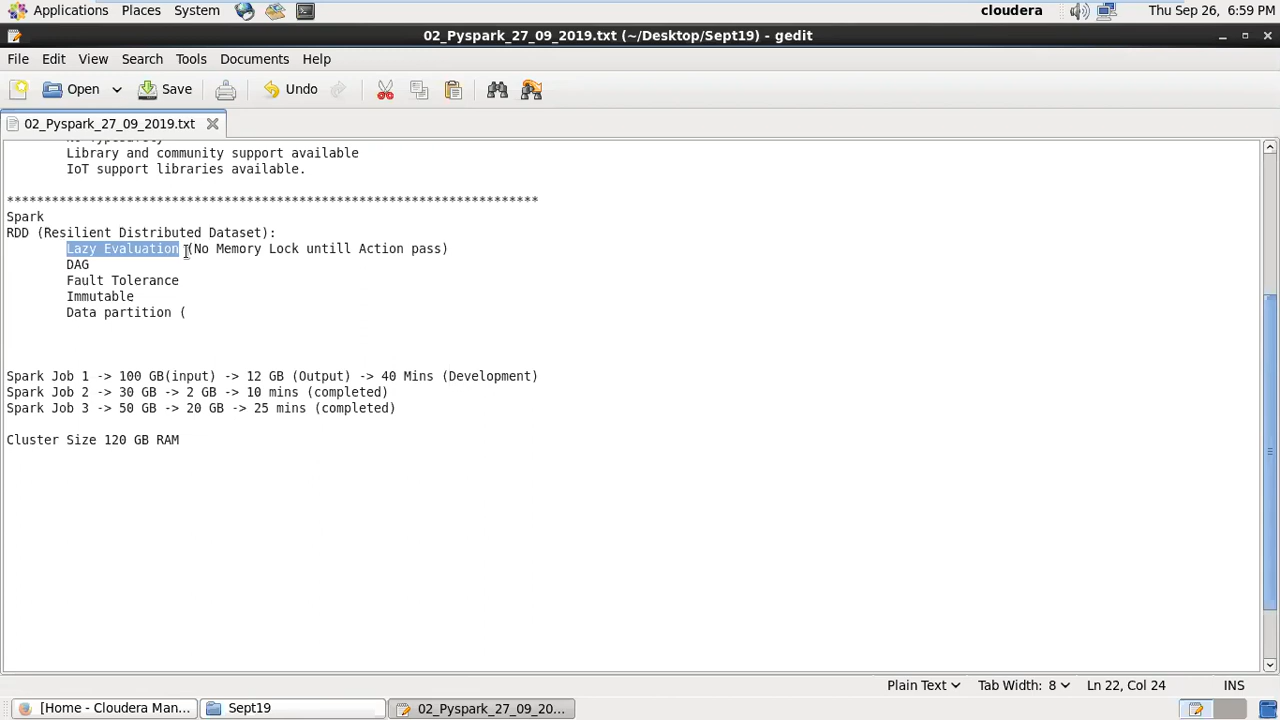 Applications Places System cloudera Thu Sep 26, 6:59 PM
02_Pyspark_27_09_2019.txt (~/Desktop/Sept19) - gedit
File Edit View Search Tools Documents Help
Open Save Undo
02_Pyspark_27_09_2019.txt
Library and community support available
IoT support libraries available.
***********************************************************************
Spark
RDD (Resilient Distributed Dataset):
Lazy Evaluation (No Memory Lock untill Action pass)
DAG
Fault Tolerance
Immutable
Data partition (
Spark Job 1 -> 100 GB(input) -> 12 GB (Output) -> 40 Mins (Development)
Spark Job 2 -> 30 GB -> 2 GB -> 10 mins (completed)
Spark Job 3 -> 50 GB -> 20 GB -> 25 mins (completed)
Cluster Size 120 GB RAM
Plain Text Tab Width: 8 Ln 22, Col 24 INS
[Home - Cloudera Man... Sept19 02_Pyspark_27_09_20...